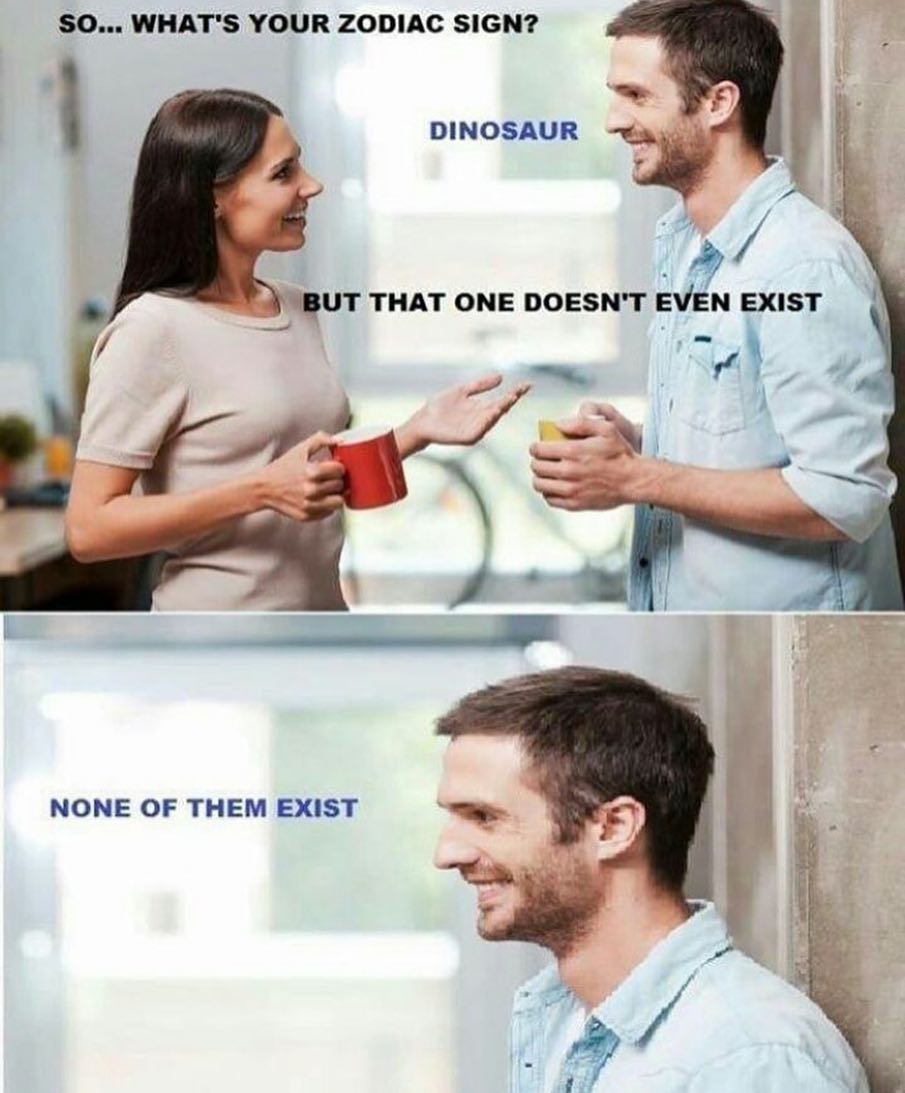 SO... WHAT'S YOUR ZODIAC SIGN?
DINOSAUR
BUT THAT ONE DOESN'T EVEN EXIST
NONE OF THEM EXIST